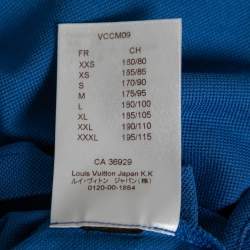 VCCM09
FR CH
XXS 160/80
XS 165/85
S 170/90
M 175/95
L 180/100
XL 185/105
XXL 190/110
XXXL 195/115
CA 36929
Louis Vuitton Japan K.K
ルイ・ヴィトン ジャパン(株)
0120-00-1854